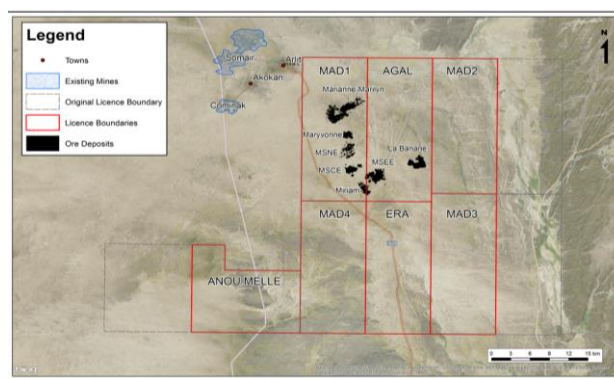 Legend
Towns
Existing Mines
Original Licence Boundary
Licence Boundaries
Ore Deposits
N
Somair
Arlit
Akokan
Cominak
MAD1
AGAL
MAD2
Marianne-Marilyn
Maryvonne
MSNE
La Banane
MSCE
MSEE
Miriam
MAD4
ERA
MAD3
ANOU MELLE
0 3 6 9 12 15 km